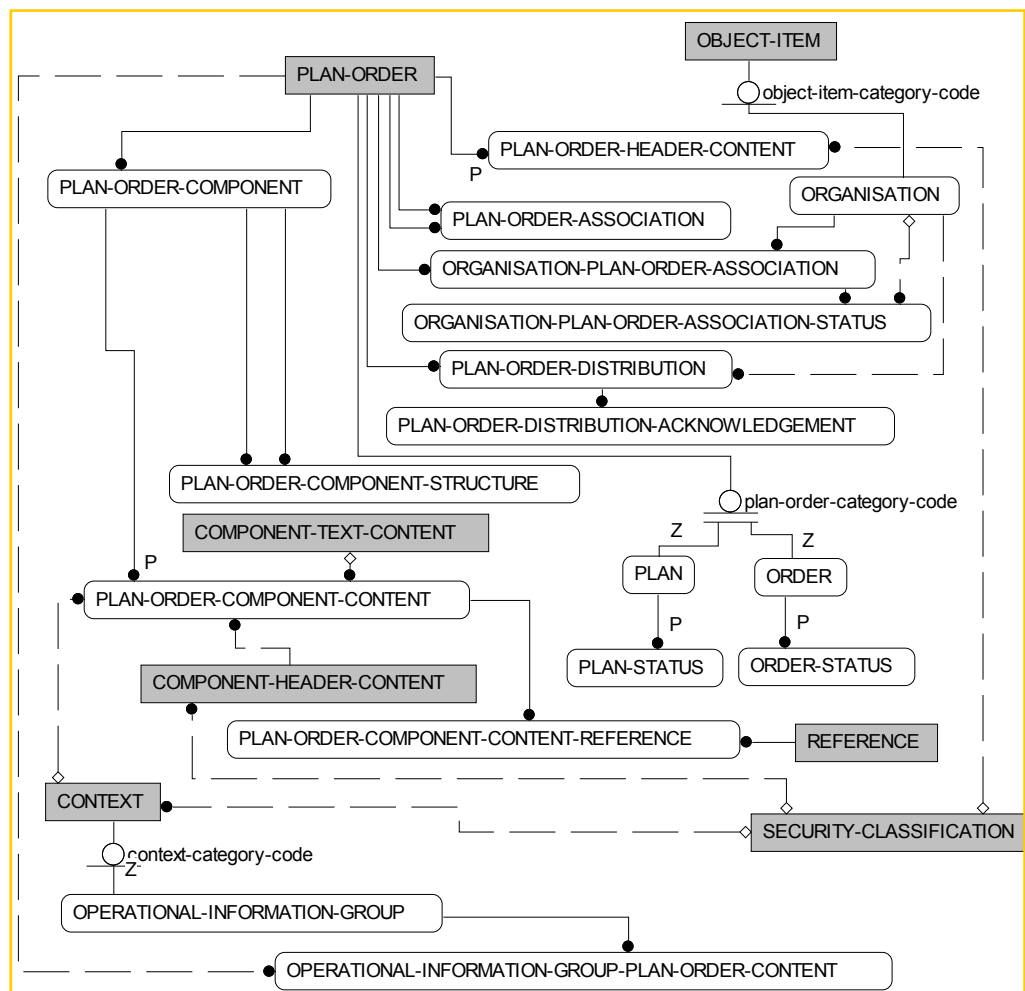 OBJECT-ITEM
PLAN-ORDER
object-item-category-code
PLAN-ORDER-HEADER-CONTENT
P
PLAN-ORDER-COMPONENT
ORGANISATION
PLAN-ORDER-ASSOCIATION
ORGANISATION-PLAN-ORDER-ASSOCIATION
ORGANISATION-PLAN-ORDER-ASSOCIATION-STATUS
PLAN-ORDER-DISTRIBUTION
PLAN-ORDER-DISTRIBUTION-ACKNOWLEDGEMENT
PLAN-ORDER-COMPONENT-STRUCTURE
plan-order-category-code
COMPONENT-TEXT-CONTENT
Z
Z
P
PLAN
ORDER
PLAN-ORDER-COMPONENT-CONTENT
P
P
PLAN-STATUS
ORDER-STATUS
COMPONENT-HEADER-CONTENT
PLAN-ORDER-COMPONENT-CONTENT-REFERENCE
REFERENCE
CONTEXT
SECURITY-CLASSIFICATION
context-category-code
Z
OPERATIONAL-INFORMATION-GROUP
OPERATIONAL-INFORMATION-GROUP-PLAN-ORDER-CONTENT